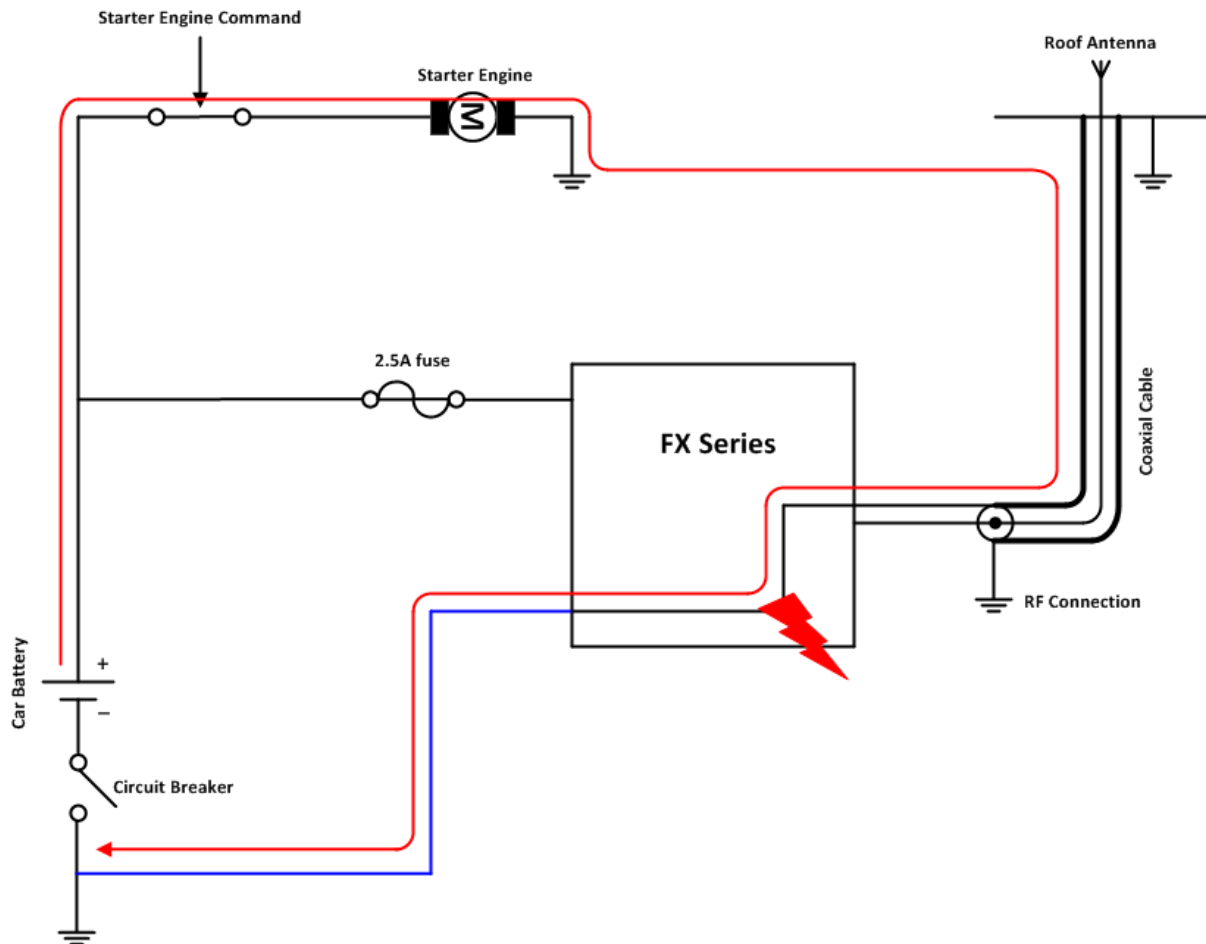 Starter Engine Command
Roof Antenna
Starter Engine
M
2.5A fuse
FX Series
Coaxial Cable
RF Connection
Car Battery
+
−
Circuit Breaker